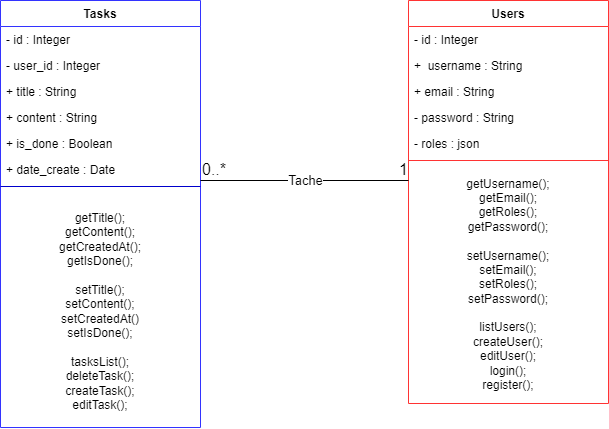 Tasks
- id : Integer
- user_id : Integer
+ title : String
+ content : String
+ is_done : Boolean
+ date_create : Date
getTitle();
getContent();
getCreatedAt();
getIsDone();
setTitle();
setContent();
setCreatedAt()
setIsDone();
tasksList();
deleteTask();
createTask();
editTask();
0..*
Tache
1
Users
- id : Integer
+ username : String
+ email : String
- password : String
- roles : json
getUsername();
getEmail();
getRoles();
getPassword();
setUsername();
setEmail();
setRoles();
setPassword();
listUsers();
createUser();
editUser();
login();
register();